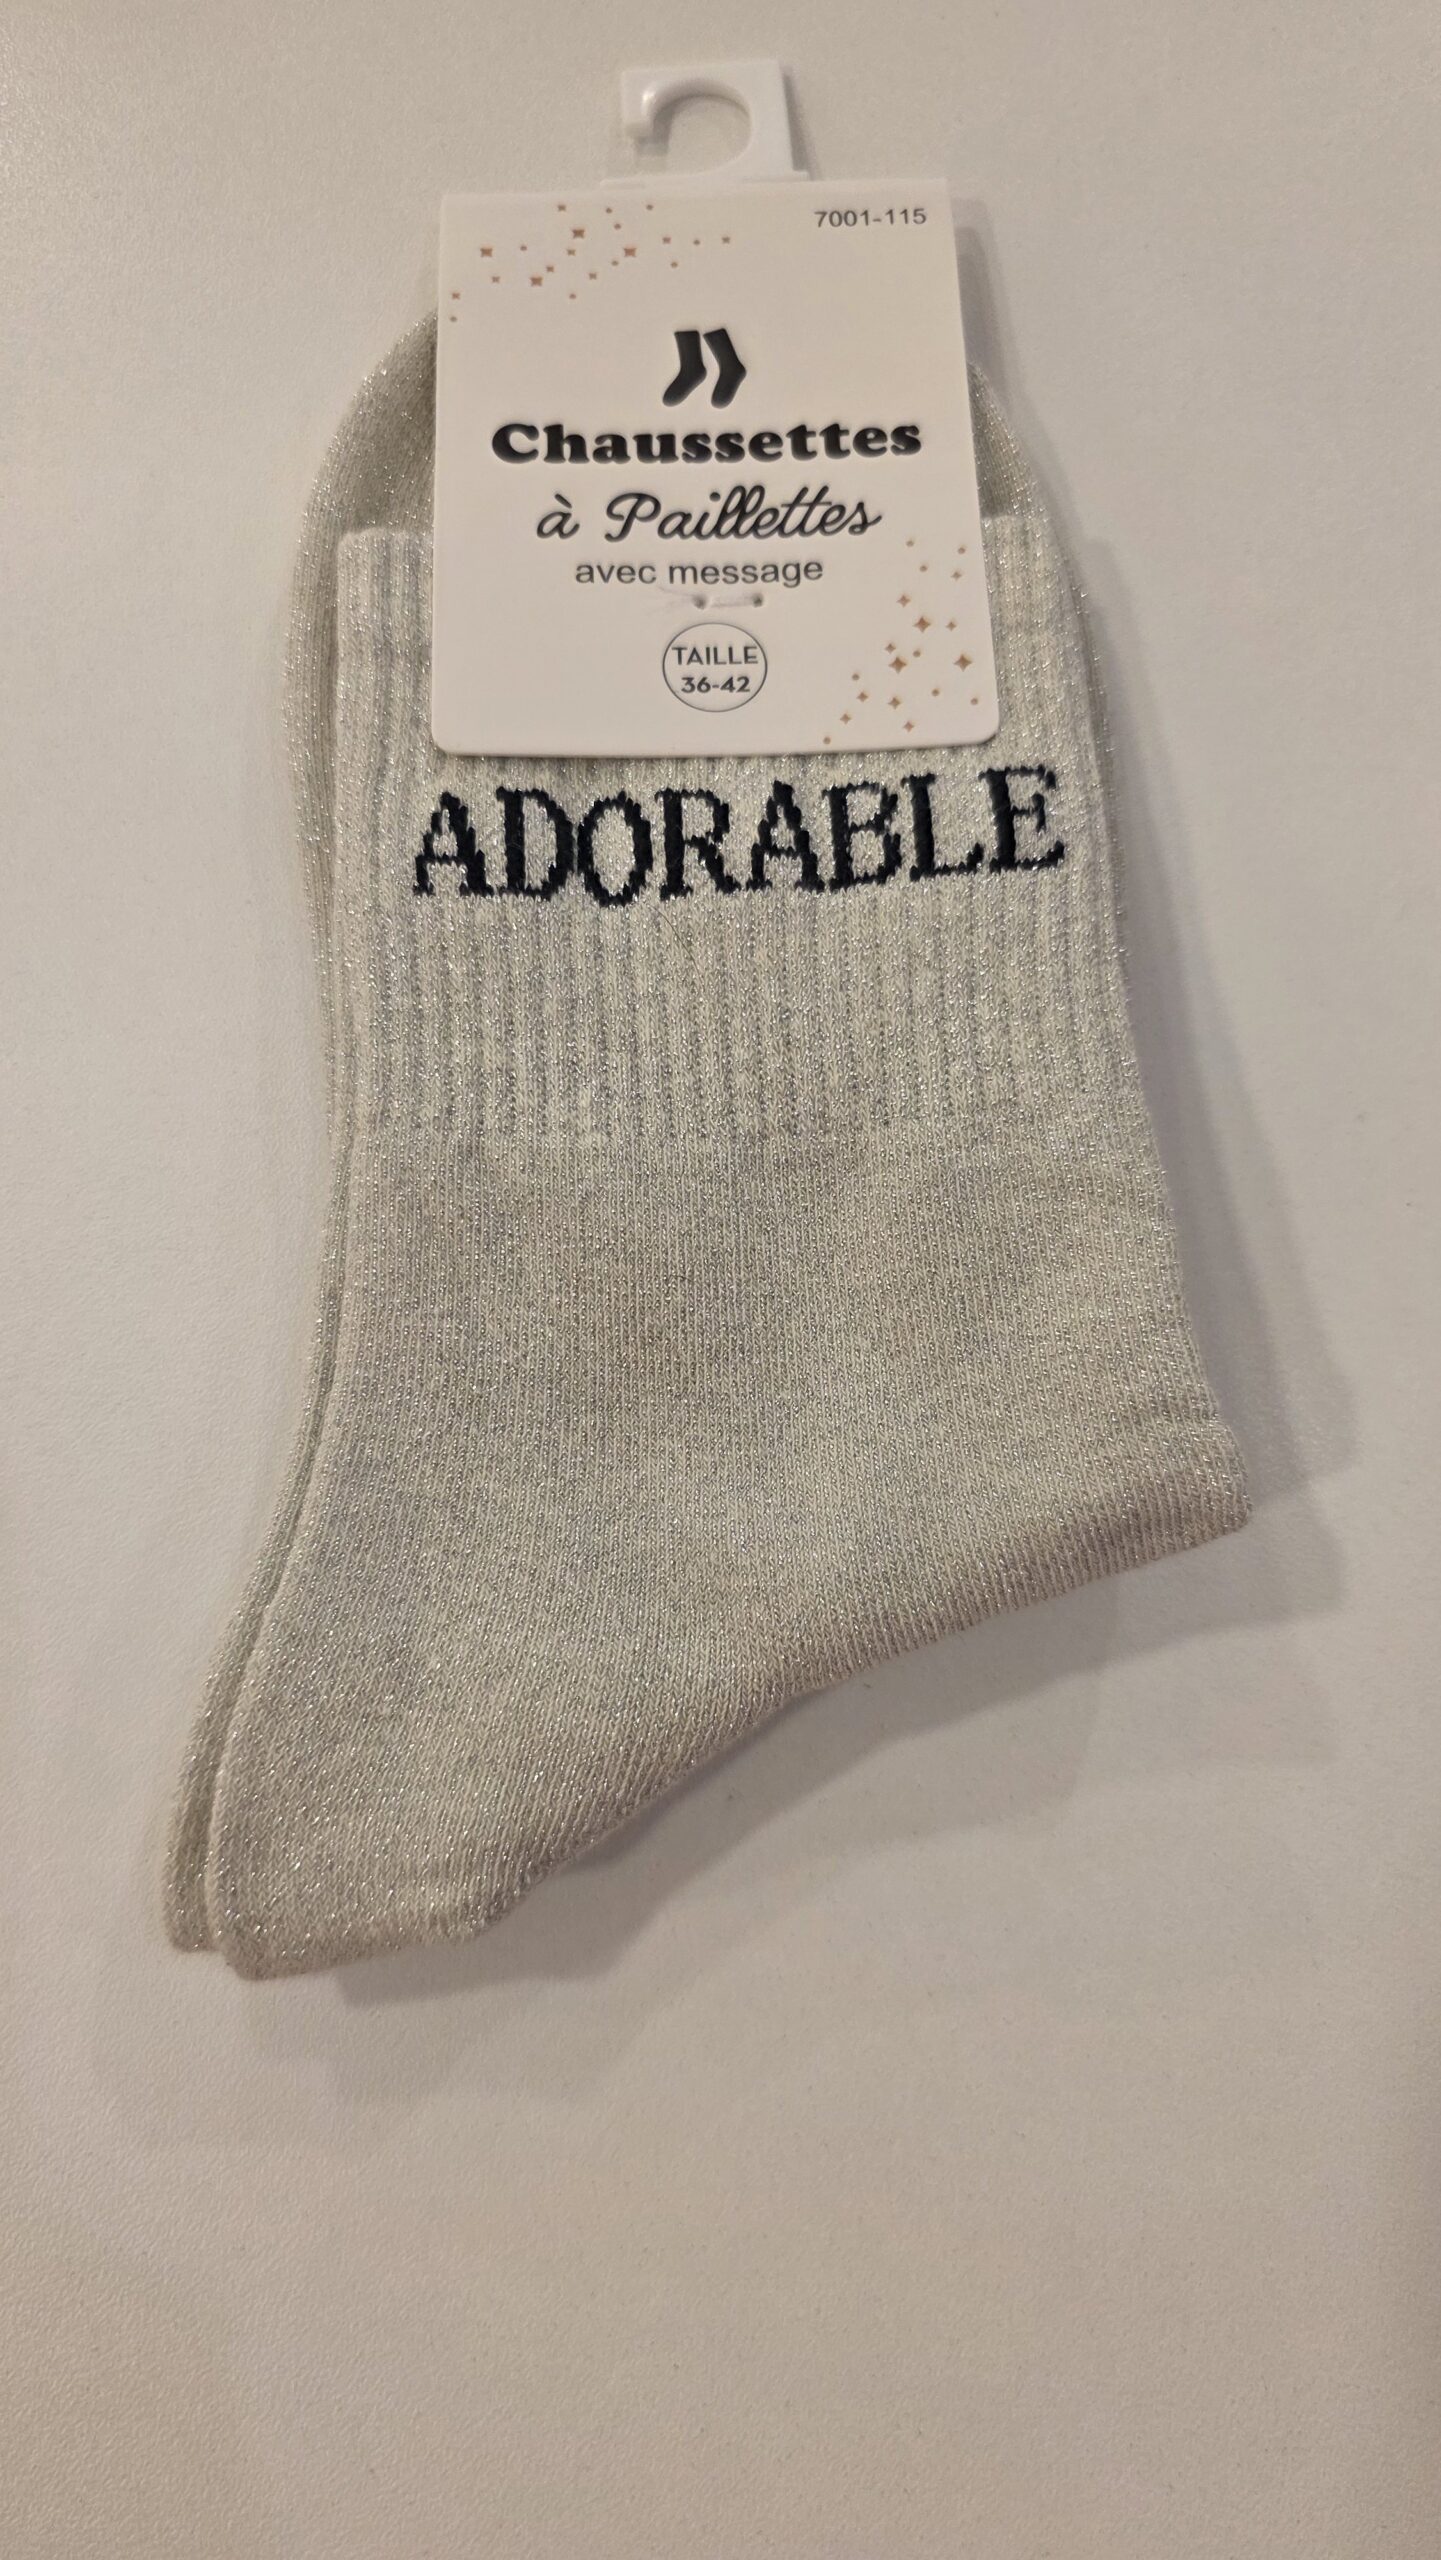 7001-115
Chaussettes
à Paillettes
avec message
TAILLE
36-42
ADORABLE